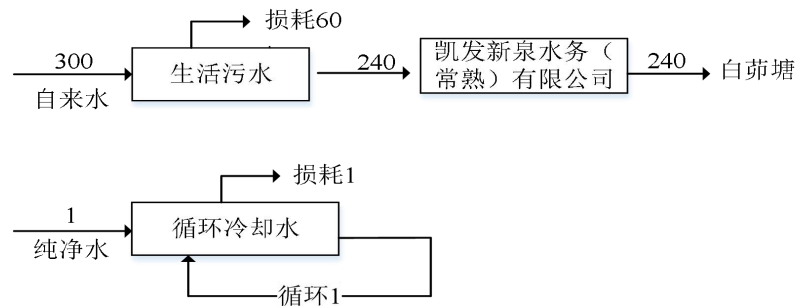 损耗60
300
自来水
生活污水
240
凯发新泉水务（
常熟）有限公司
240
白茆塘
损耗1
1
纯净水
循环冷却水
循环1